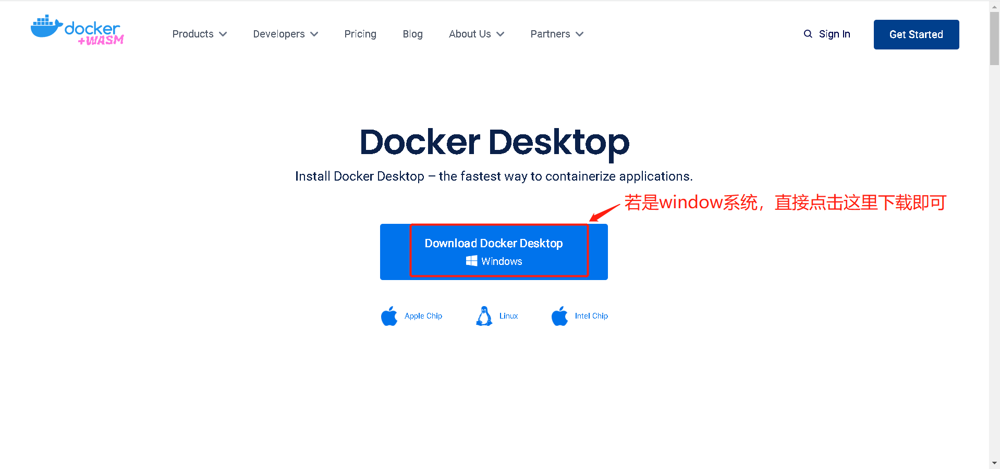 docker
+WASM
Products Developers Pricing Blog About Us Partners Sign In Get Started
Docker Desktop
Install Docker Desktop – the fastest way to containerize applications.
若是window系统，直接点击这里下载即可
Download Docker Desktop
Windows
Apple Chip Linux Intel Chip